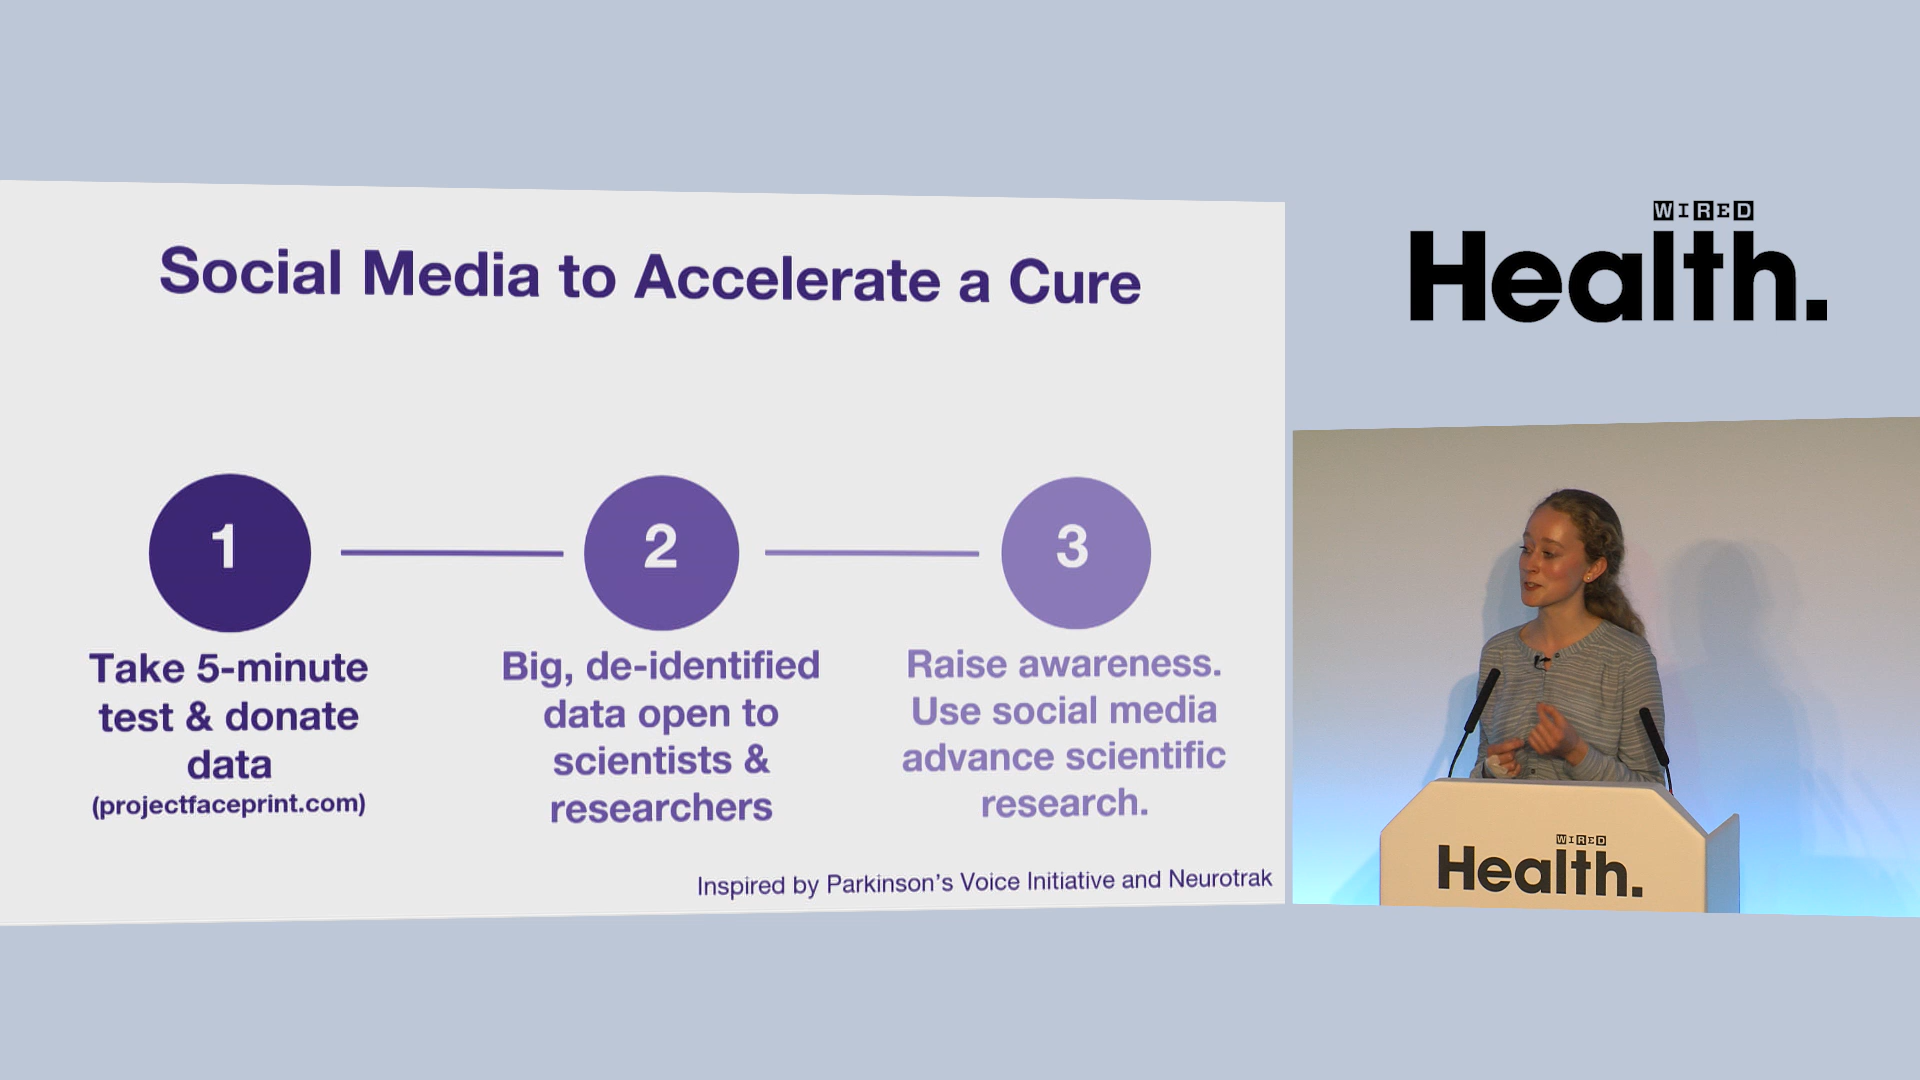 Social Media to Accelerate a Cure
1
2
3
Take 5-minute
test & donate
data
(projectfaceprint.com)
Big, de-identified
data open to
scientists &
researchers
Raise awareness.
Use social media
advance scientific
research.
Inspired by Parkinson's Voice Initiative and Neurotrak
WIRED
Health.
WIRED
Health.